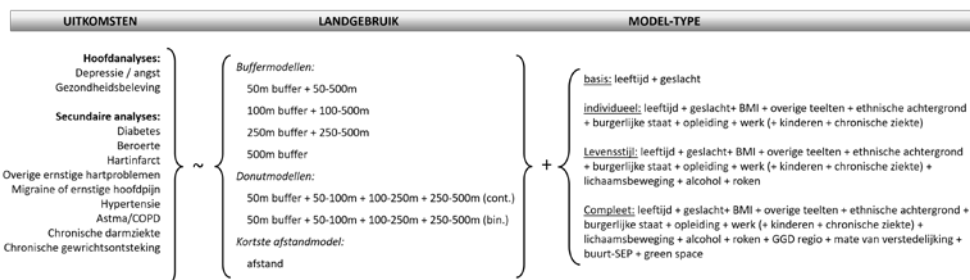 UITKOMSTEN
LANDGEBRUIK
MODEL-TYPE
Hoofdanalyses:
Depressie / angst
Gezondheidsbeleving
Secundaire analyses:
Diabetes
Beroerte
Hartinfarct
Overige ernstige hartproblemen
Migraine of ernstige hoofdpijn
Hypertensie
Astma/COPD
Chronische darmziekte
Chronische gewrichtsontsteking
~
Buffermodellen:
50m buffer + 50-500m
100m buffer + 100-500m
250m buffer + 250-500m
500m buffer
Donutmodellen:
50m buffer + 50-100m + 100-250m + 250-500m (cont.)
50m buffer + 50-100m + 100-250m + 250-500m (bin.)
Kortste afstandmodel:
afstand
+
basis: leeftijd + geslacht
individueel: leeftijd + geslacht+ BMI + overige teelten + ethnische achtergrond
+ burgerlijke staat + opleiding + werk (+ kinderen + chronische ziekte)
Levensstijl: leeftijd + geslacht+ BMI + overige teelten + ethnische achtergrond
+ burgerlijke staat + opleiding + werk (+ kinderen + chronische ziekte) +
lichaamsbeweging + alcohol + roken
Compleet: leeftijd + geslacht+ BMI + overige teelten + ethnische achtergrond +
burgerlijke staat + opleiding + werk (+ kinderen + chronische ziekte) +
lichaamsbeweging + alcohol + roken + GGD regio + mate van verstedelijking +
buurt-SEP + green space